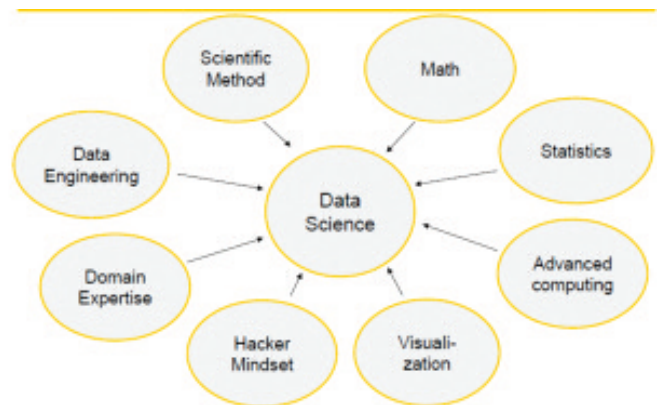 Scientific
Method
Math
Data
Engineering
Statistics
Data
Science
Domain
Expertise
Advanced
computing
Hacker
Mindset
Visuali-
zation